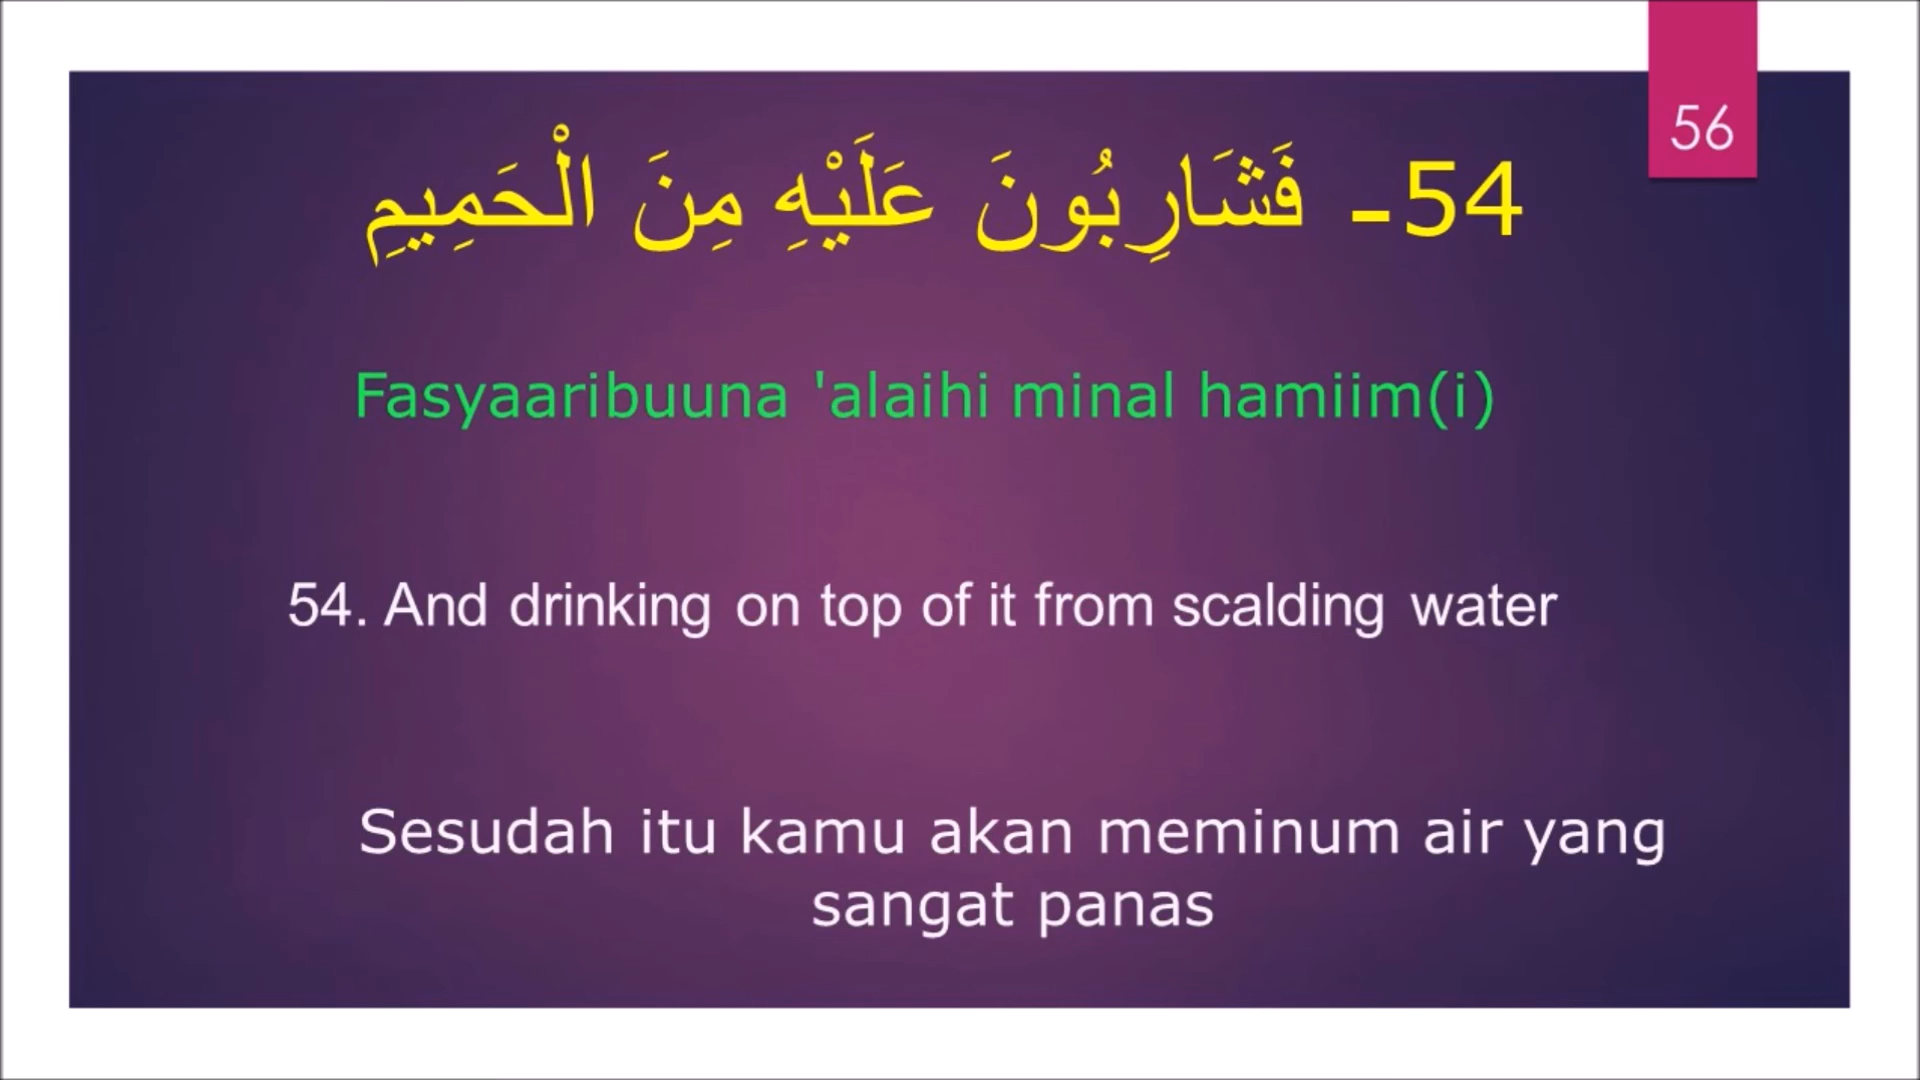 56
54- فَشَارِبُونَ عَلَيْهِ مِنَ الْحَمِيمِ
Fasyaaribuuna 'alaihi minal hamiim(i)
54. And drinking on top of it from scalding water
Sesudah itu kamu akan meminum air yang
sangat panas